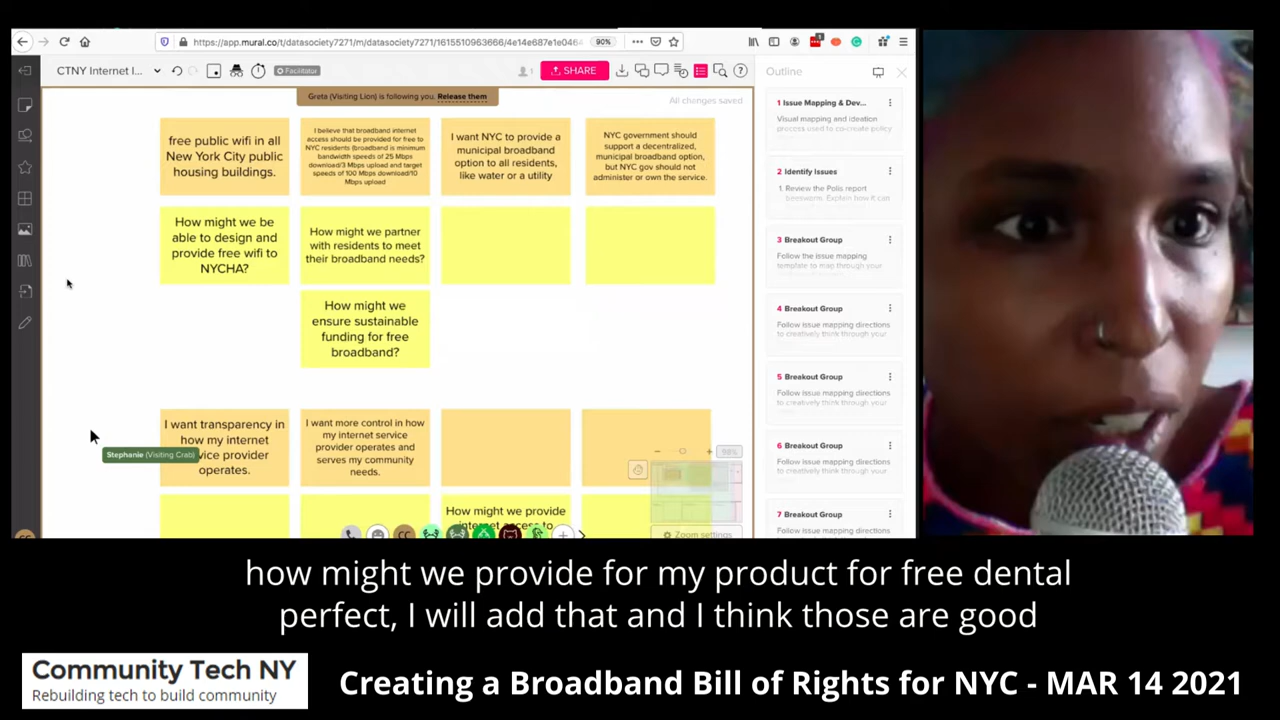 https://app.mural.co/t/datasociety7271/m/datasociety7271/1615510963666/4e14e687e1e0464
90%
CTNY Internet I...
Facilitator
SHARE
Outline
Greta (Visiting Lion) is following you. Release them
All changes saved
free public wifi in all
New York City public
housing buildings.
I believe that broadband internet
access should be provided for free to
NYC residents (broadband is minimum
bandwidth speeds of 25 Mbps
download/3 Mbps upload and target
speeds of 100 Mbps download/10
Mbps upload
I want NYC to provide a
municipal broadband
option to all residents,
like water or a utility
NYC government should
support a decentralized,
municipal broadband option,
but NYC gov should not
administer or own the service.
How might we be
able to design and
provide free wifi to
NYCHA?
How might we partner
with residents to meet
their broadband needs?
How might we
ensure sustainable
funding for free
broadband?
I want transparency in
how my internet
vice provider
operates.
Stephanie (Visiting Crab)
I want more control in how
my internet service
provider operates and
serves my community
needs.
How might we provide
internet access to
98%
Zoom settings
CC
1 Issue Mapping & Dev...
Visual mapping and ideation
process used to co-create policy
2 Identify Issues
1. Review the Polis report
beeswarm. Explain how it can
3 Breakout Group
Follow the issue mapping
template to map through your
4 Breakout Group
Follow issue mapping directions
to creatively think through your
5 Breakout Group
Follow issue mapping directions
to creatively think through your
6 Breakout Group
Follow issue mapping directions
to creatively think through your
7 Breakout Group
Follow issue mapping directions
how might we provide for my product for free dental
perfect, I will add that and I think those are good
Community Tech NY
Rebuilding tech to build community
Creating a Broadband Bill of Rights for NYC - MAR 14 2021